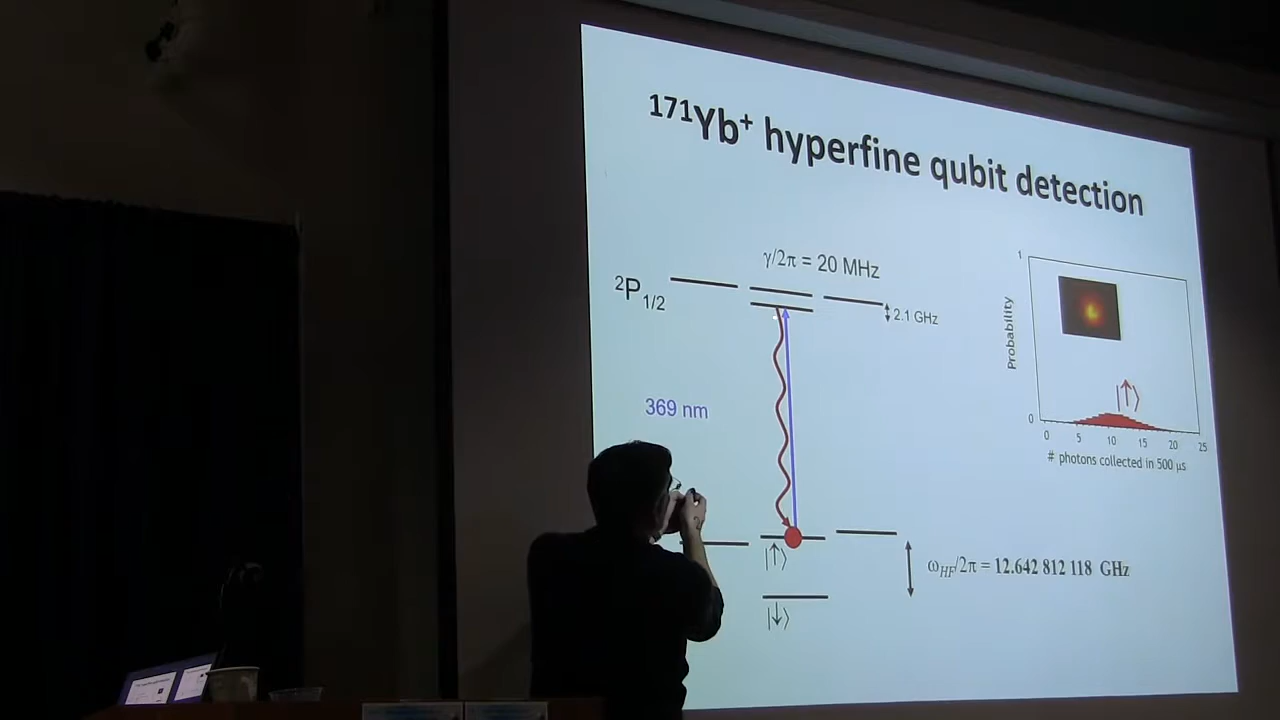 ¹⁷¹Yb⁺ hyperfine qubit detection
γ/2π = 20 MHz
²P₁/₂
2.1 GHz
369 nm
|↑⟩
|↓⟩
ω_HF/2π = 12.642 812 118 GHz
1
Probability
0
|↑⟩
0 5 10 15 20 25
# photons collected in 500 μs